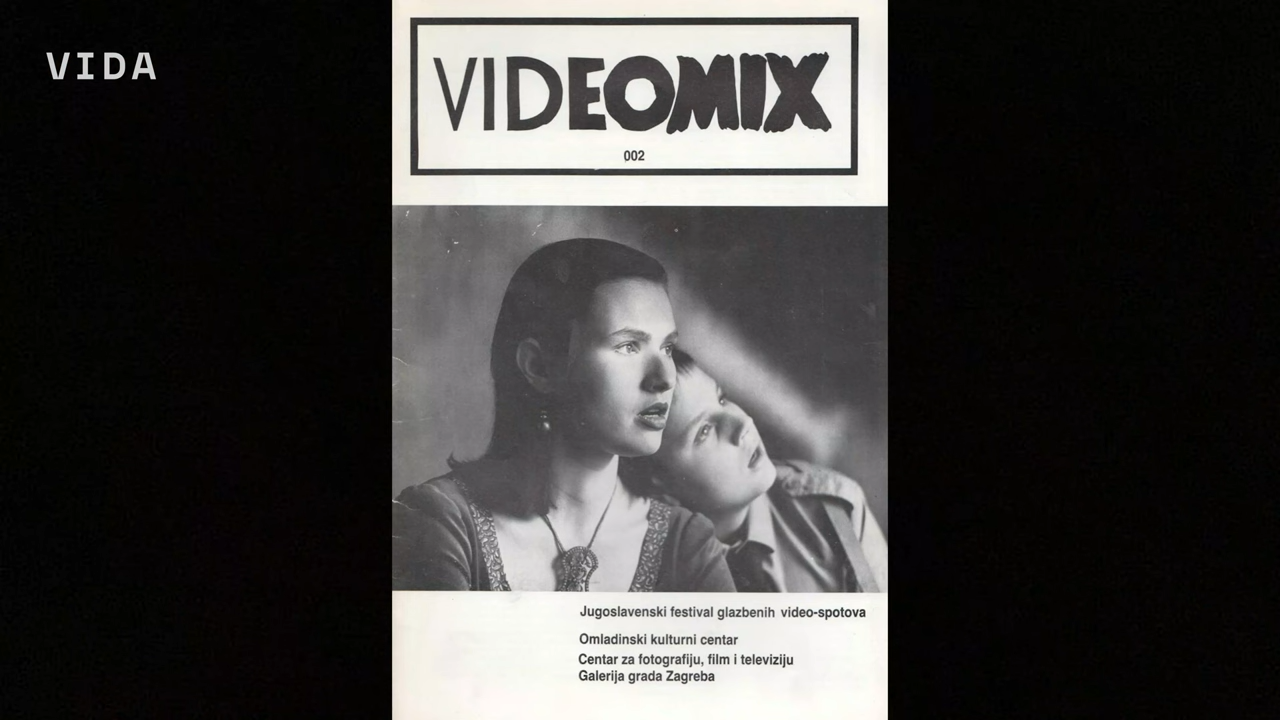 VIDA
VIDEOMIX
002
Jugoslavenski festival glazbenih video-spotova
Omladinski kulturni centar
Centar za fotografiju, film i televiziju
Galerija grada Zagreba